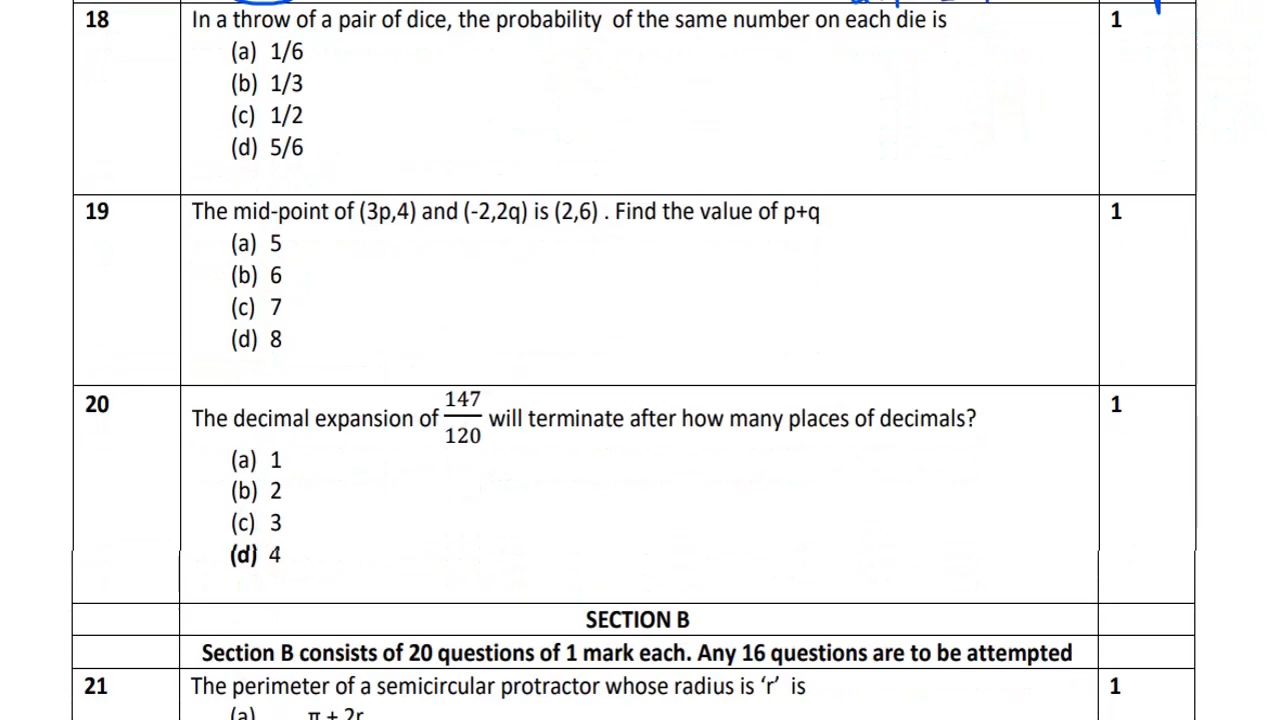 18 In a throw of a pair of dice, the probability of the same number on each die is 1
(a) 1/6
(b) 1/3
(c) 1/2
(d) 5/6
19 The mid-point of (3p,4) and (-2,2q) is (2,6) . Find the value of p+q 1
(a) 5
(b) 6
(c) 7
(d) 8
20 The decimal expansion of 147/120 will terminate after how many places of decimals? 1
(a) 1
(b) 2
(c) 3
(d) 4
SECTION B
Section B consists of 20 questions of 1 mark each. Any 16 questions are to be attempted
21 The perimeter of a semicircular protractor whose radius is ‘r’ is 1
(a) π + 2r